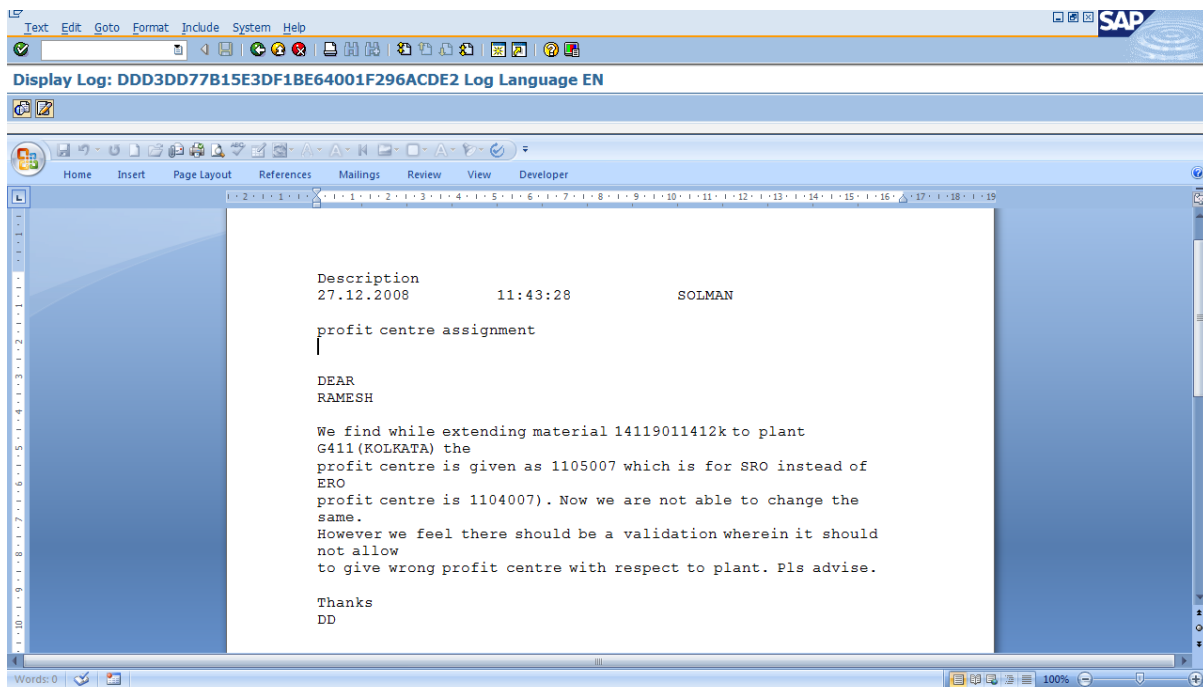 Text Edit Goto Format Include System Help
SAP
Display Log: DDD3DD77B15E3DF1BE64001F296ACDE2 Log Language EN
Home Insert Page Layout References Mailings Review View Developer
Description
27.12.2008 11:43:28 SOLMAN
profit centre assignment
DEAR
RAMESH
We find while extending material 14119011412k to plant
G411(KOLKATA) the
profit centre is given as 1105007 which is for SRO instead of
ERO
profit centre is 1104007). Now we are not able to change the
same.
However we feel there should be a validation wherein it should
not allow
to give wrong profit centre with respect to plant. Pls advise.
Thanks
DD
Words: 0 100%